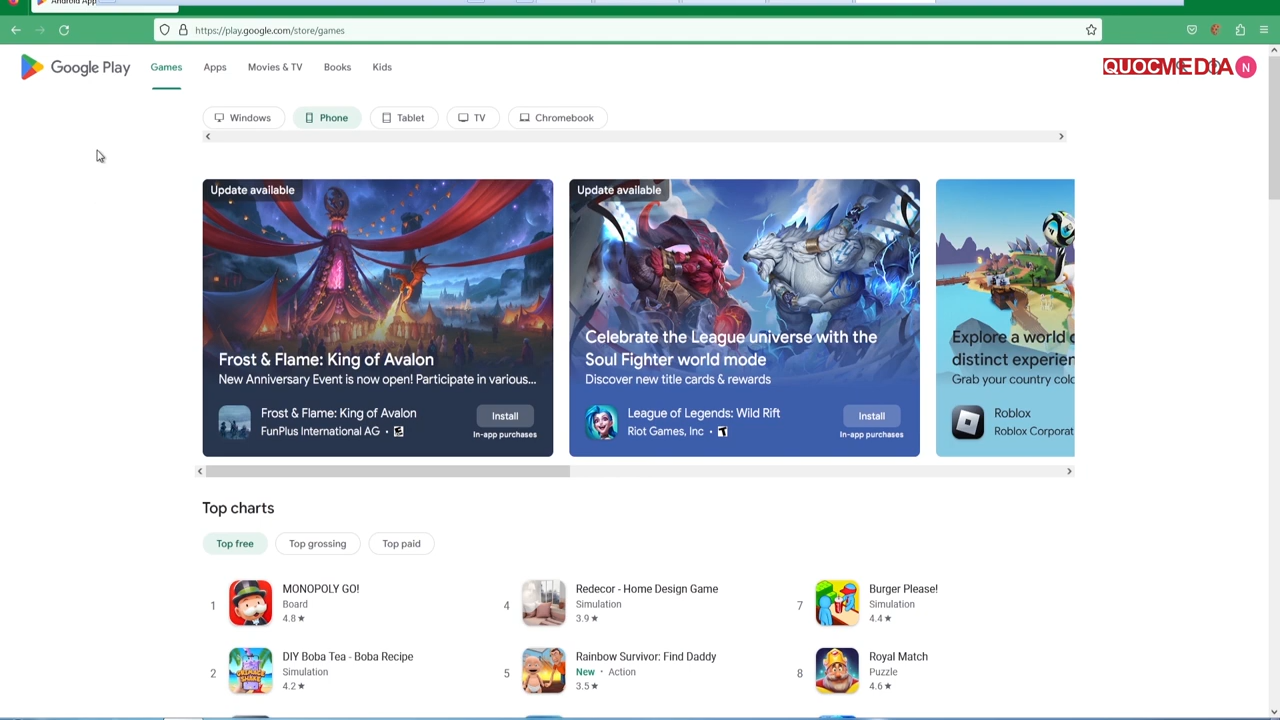 Android App
https://play.google.com/store/games
Google Play
Games
Apps
Movies & TV
Books
Kids
QUOCMEDIA
N
Windows
Phone
Tablet
TV
Chromebook
Update available
Frost & Flame: King of Avalon
New Anniversary Event is now open! Participate in various...
Frost & Flame: King of Avalon
FunPlus International AG •
Install
In-app purchases
Update available
Celebrate the League universe with the
Soul Fighter world mode
Discover new title cards & rewards
League of Legends: Wild Rift
Riot Games, Inc •
Install
In-app purchases
Explore a world
distinct experien
Grab your country colo
Roblox
Roblox Corporat
Top charts
Top free
Top grossing
Top paid
1
MONOPOLY GO!
Board
4.8★
2
DIY Boba Tea - Boba Recipe
Simulation
4.2★
4
Redecor - Home Design Game
Simulation
3.9★
5
Rainbow Survivor: Find Daddy
New • Action
3.5★
7
Burger Please!
Simulation
4.4★
8
Royal Match
Puzzle
4.6★